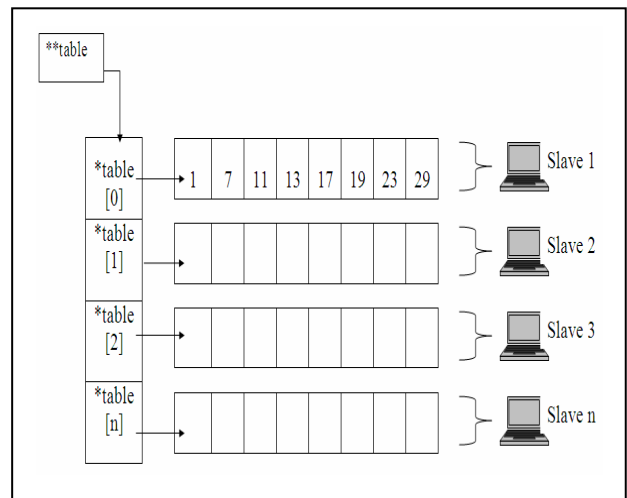 **table
*table
[0]
1 7 11 13 17 19 23 29
Slave 1
*table
[1]
Slave 2
*table
[2]
Slave 3
*table
[n]
Slave n